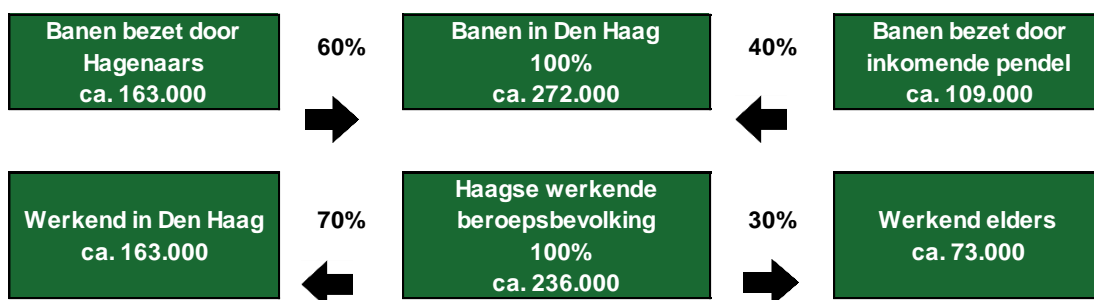 Banen bezet door
Hagenaars
ca. 163.000
60%
Banen in Den Haag
100%
ca. 272.000
40%
Banen bezet door
inkomende pendel
ca. 109.000
Werkend in Den Haag
ca. 163.000
70%
Haagse werkende
beroepsbevolking
100%
ca. 236.000
30%
Werkend elders
ca. 73.000